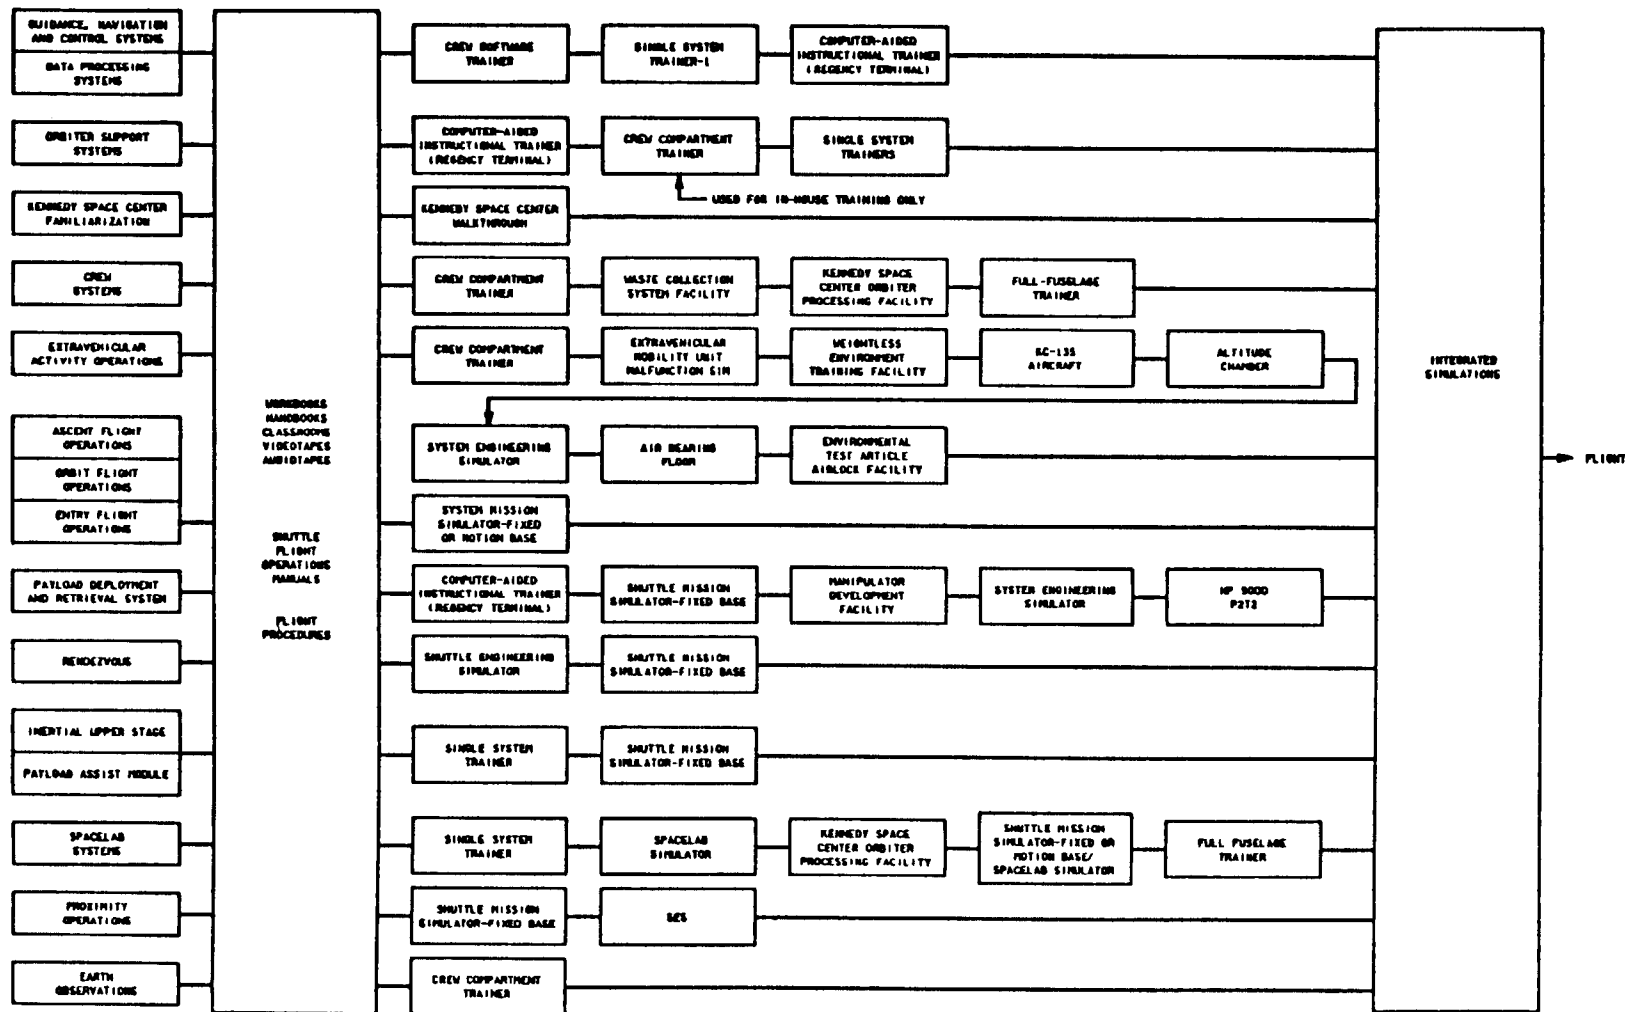 GUIDANCE, NAVIGATION
AND CONTROL SYSTEMS
DATA PROCESSING
SYSTEMS
ORBITER SUPPORT
SYSTEMS
KENNEDY SPACE CENTER
FAMILIARIZATION
CREW
SYSTEMS
EXTRAVEHICULAR
ACTIVITY OPERATIONS
ASCENT FLIGHT
OPERATIONS
ORBIT FLIGHT
OPERATIONS
ENTRY FLIGHT
OPERATIONS
PAYLOAD DEPLOYMENT
AND RETRIEVAL SYSTEM
RENDEZVOUS
INERTIAL UPPER STAGE
PAYLOAD ASSIST MODULE
SPACELAB
SYSTEMS
PROXIMITY
OPERATIONS
EARTH
OBSERVATIONS
WORKBOOKS
HANDBOOKS
CLASSROOMS
VIDEOTAPES
AUDIOTAPES
SHUTTLE
FLIGHT
OPERATIONS
MANUALS
FLIGHT
PROCEDURES
CREW SOFTWARE
TRAINER
SINGLE SYSTEM
TRAINER-1
COMPUTER-AIDED
INSTRUCTIONAL TRAINER
(REGENCY TERMINAL)
COMPUTER-AIDED
INSTRUCTIONAL TRAINER
(REGENCY TERMINAL)
CREW COMPARTMENT
TRAINER
SINGLE SYSTEM
TRAINERS
USED FOR IN-HOUSE TRAINING ONLY
KENNEDY SPACE CENTER
WALKTHROUGH
CREW COMPARTMENT
TRAINER
WASTE COLLECTION
SYSTEM FACILITY
KENNEDY SPACE
CENTER ORBITER
PROCESSING FACILITY
FULL-FUSELAGE
TRAINER
CREW COMPARTMENT
TRAINER
EXTRAVEHICULAR
MOBILITY UNIT
MALFUNCTION SIM
WEIGHTLESS
ENVIRONMENT
TRAINING FACILITY
KC-135
AIRCRAFT
ALTITUDE
CHAMBER
SYSTEM ENGINEERING
SIMULATOR
AIR BEARING
FLOOR
ENVIRONMENTAL
TEST ARTICLE
AIRLOCK FACILITY
SYSTEM MISSION
SIMULATOR-FIXED
OR MOTION BASE
COMPUTER-AIDED
INSTRUCTIONAL TRAINER
(REGENCY TERMINAL)
SHUTTLE MISSION
SIMULATOR-FIXED BASE
MANIPULATOR
DEVELOPMENT
FACILITY
SYSTEM ENGINEERING
SIMULATOR
HP 9000
P2T2
SHUTTLE ENGINEERING
SIMULATOR
SHUTTLE MISSION
SIMULATOR-FIXED BASE
SINGLE SYSTEM
TRAINER
SHUTTLE MISSION
SIMULATOR-FIXED BASE
SINGLE SYSTEM
TRAINER
SPACELAB
SIMULATOR
KENNEDY SPACE
CENTER ORBITER
PROCESSING FACILITY
SHUTTLE MISSION
SIMULATOR-FIXED OR
MOTION BASE/
SPACELAB SIMULATOR
FULL FUSELAGE
TRAINER
SHUTTLE MISSION
SIMULATOR-FIXED BASE
SES
CREW COMPARTMENT
TRAINER
INTEGRATED
SIMULATIONS
FLIGHT